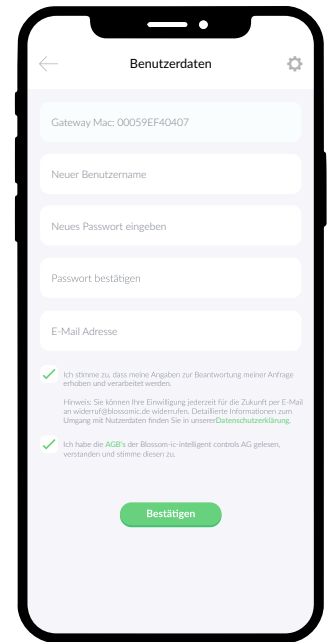 Benutzerdaten
Gateway Mac: 00059EF40407
Neuer Benutzername
Neues Passwort eingeben
Passwort bestätigen
E-Mail Adresse
Ich stimme zu, dass meine Angaben zur Beantwortung meiner Anfrage
erhoben und verarbeitet werden.
Hinweis: Sie können Ihre Einwilligung jederzeit für die Zukunft per E-Mail
an widerruf@blossomic.de widerrufen. Detaillierte Informationen zum
Umgang mit Nutzerdaten finden Sie in unsererDatenschutzerklärung.
Ich habe die AGB's der Blossom-ic-intelligent controls AG gelesen,
verstanden und stimme diesen zu.
Bestätigen